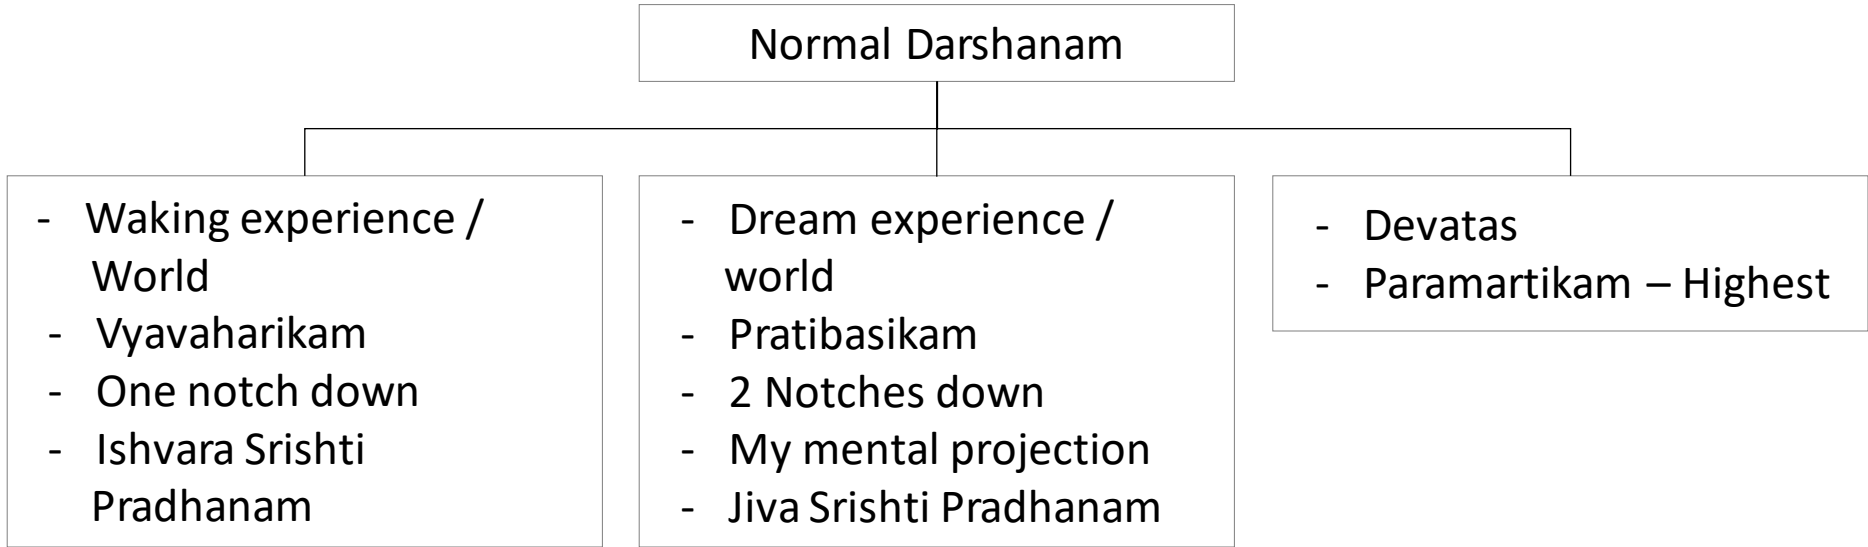 Normal Darshanam
- Waking experience /
World
- Vyavaharikam
- One notch down
- Ishvara Srishti
Pradhanam
- Dream experience /
world
- Pratibasikam
- 2 Notches down
- My mental projection
- Jiva Srishti Pradhanam
- Devatas
- Paramartikam – Highest